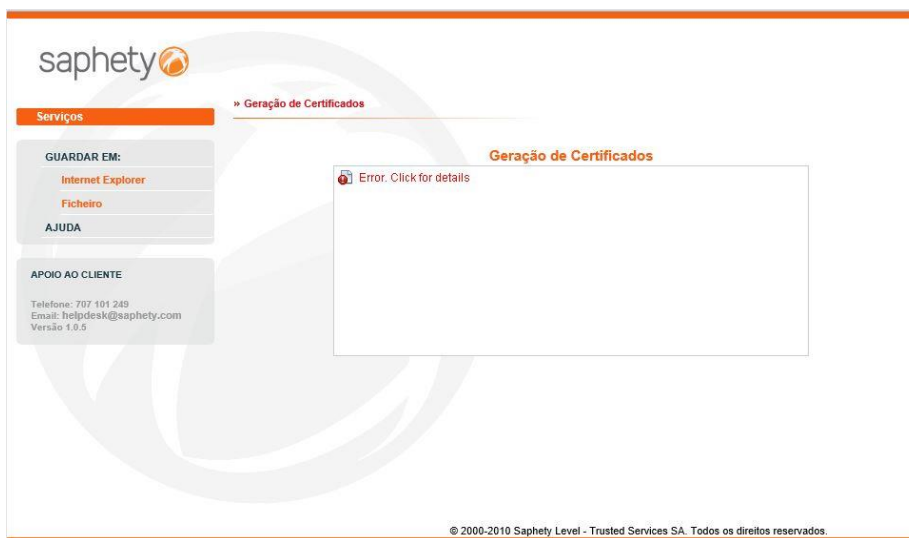 saphety
Serviços
» Geração de Certificados
GUARDAR EM:
Internet Explorer
Ficheiro
AJUDA
APOIO AO CLIENTE
Telefone: 707 101 249
Email: helpdesk@saphety.com
Versão 1.0.5
Geração de Certificados
Error. Click for details
© 2000-2010 Saphety Level - Trusted Services SA. Todos os direitos reservados.